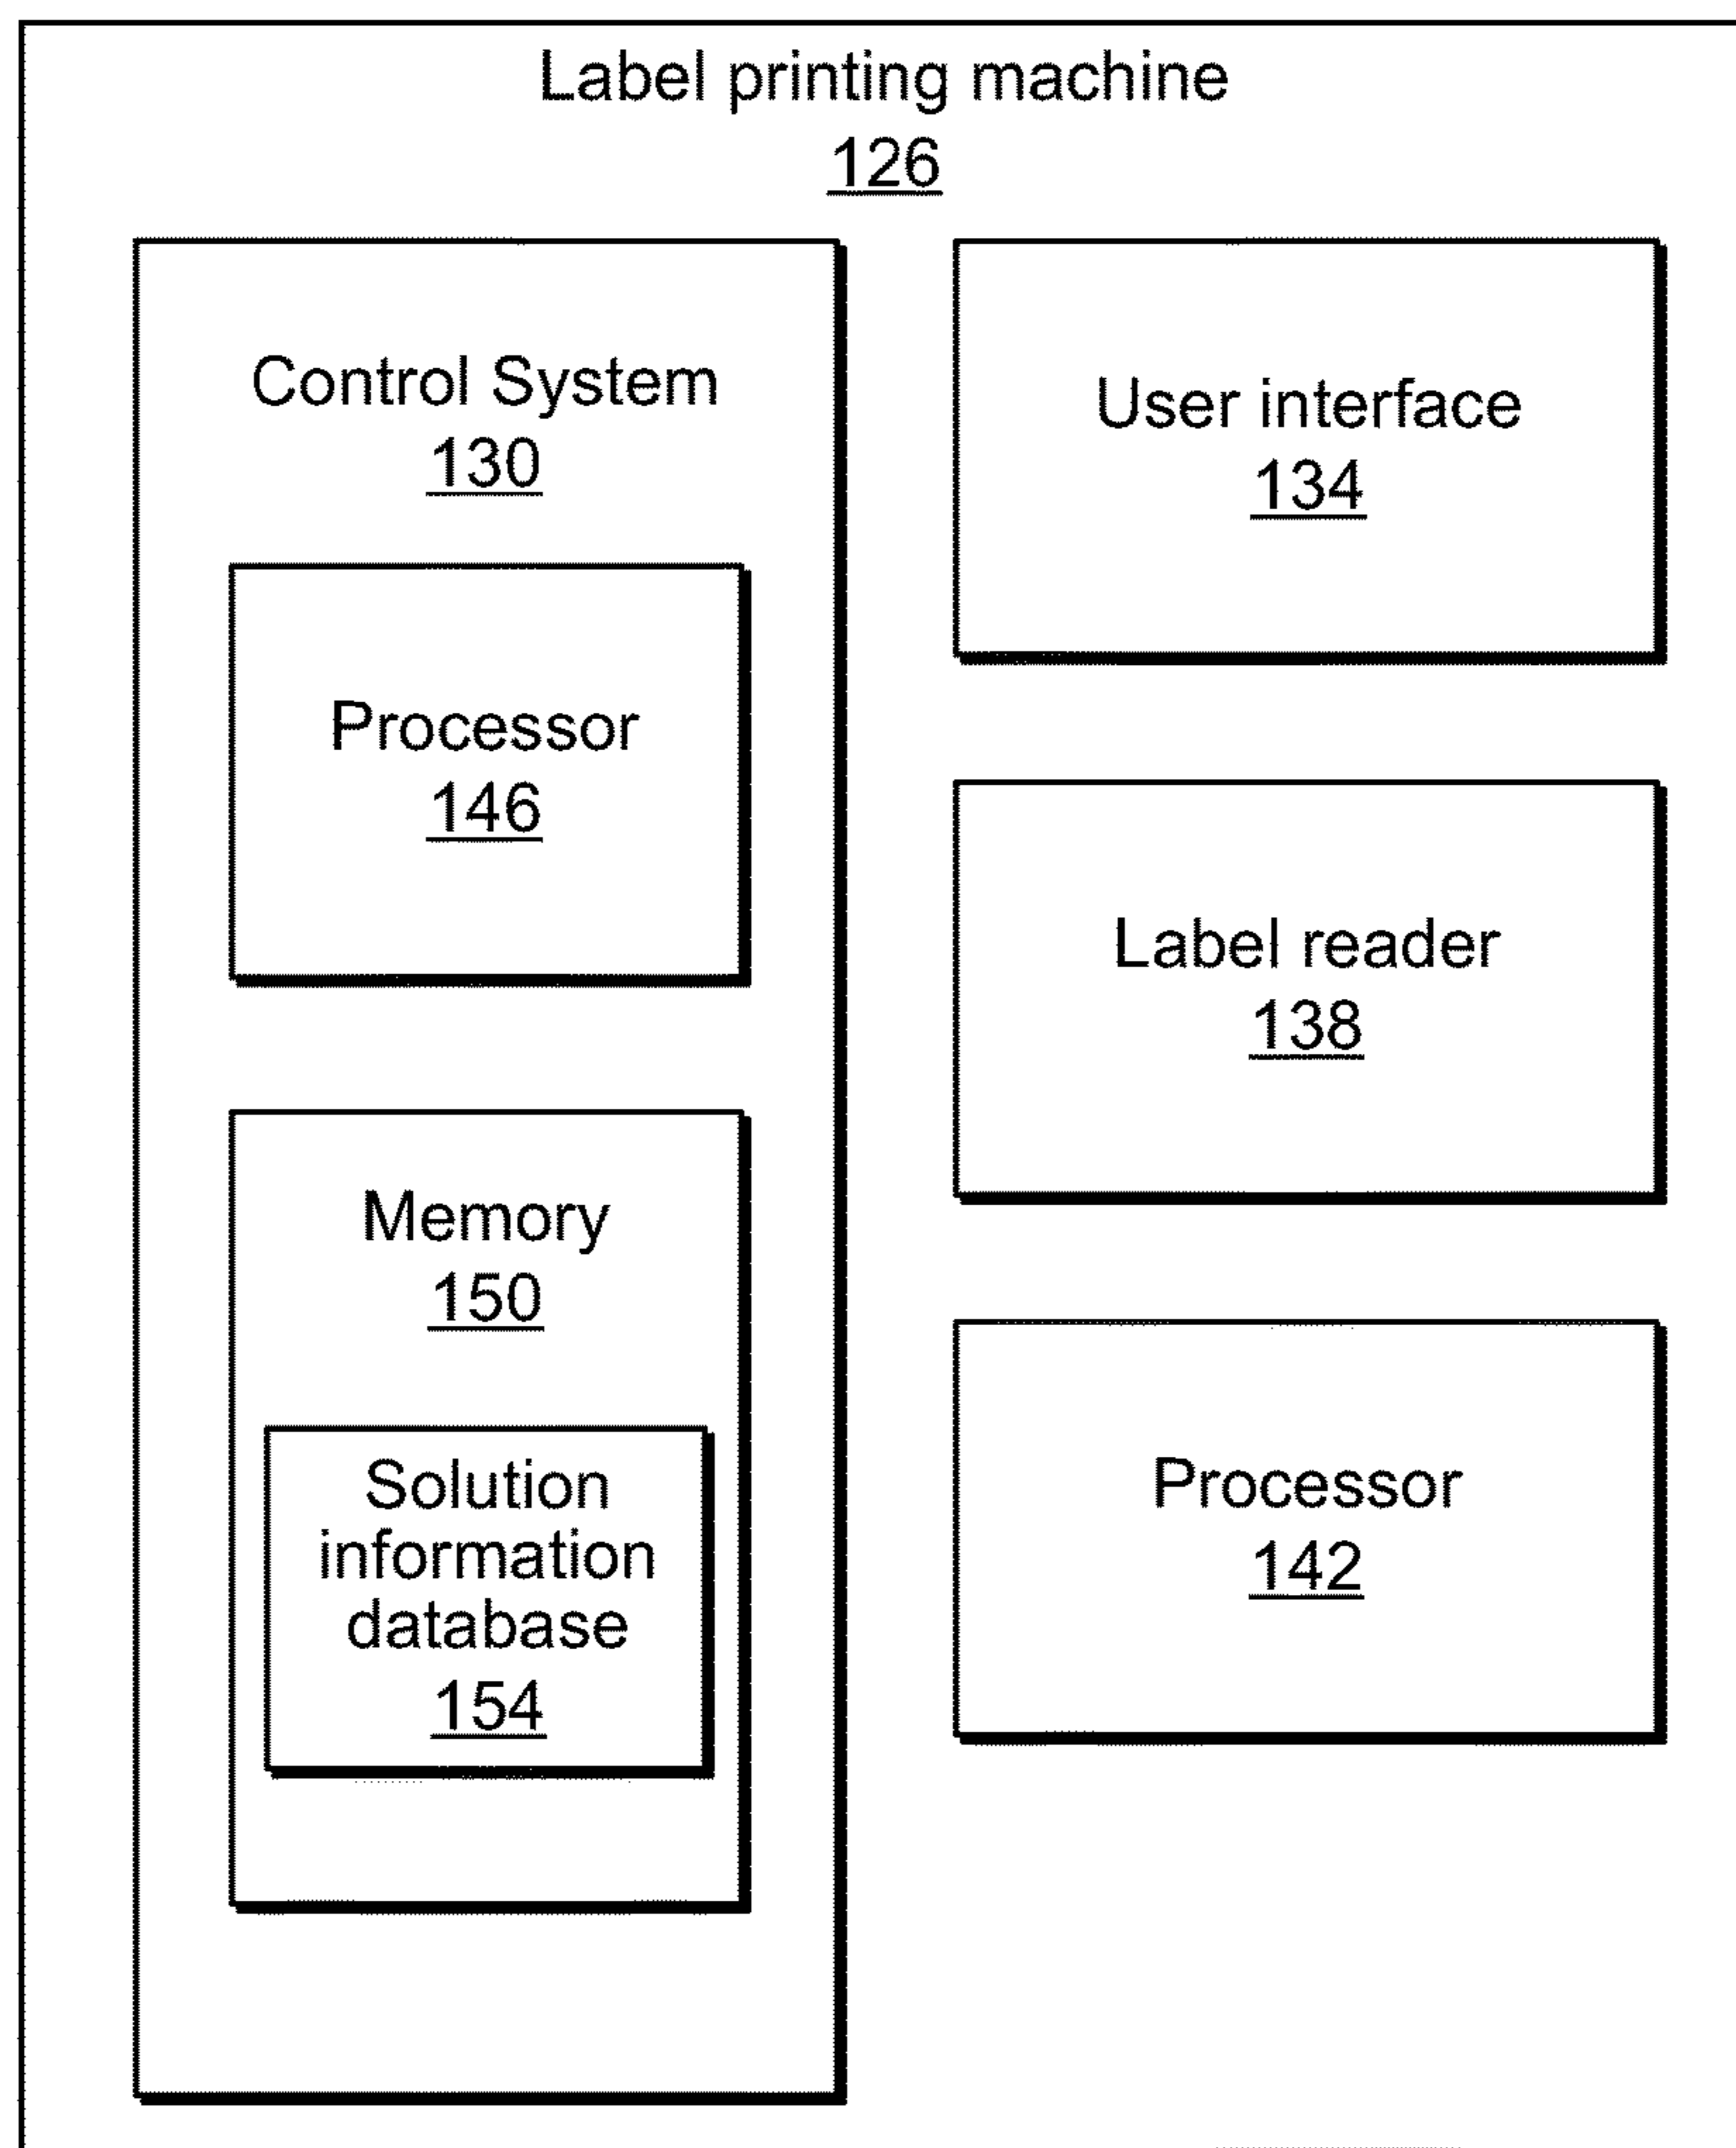 Label printing machine
126
Control System
130
Processor
146
Memory
150
Solution
information
database
154
User interface
134
Label reader
138
Processor
142